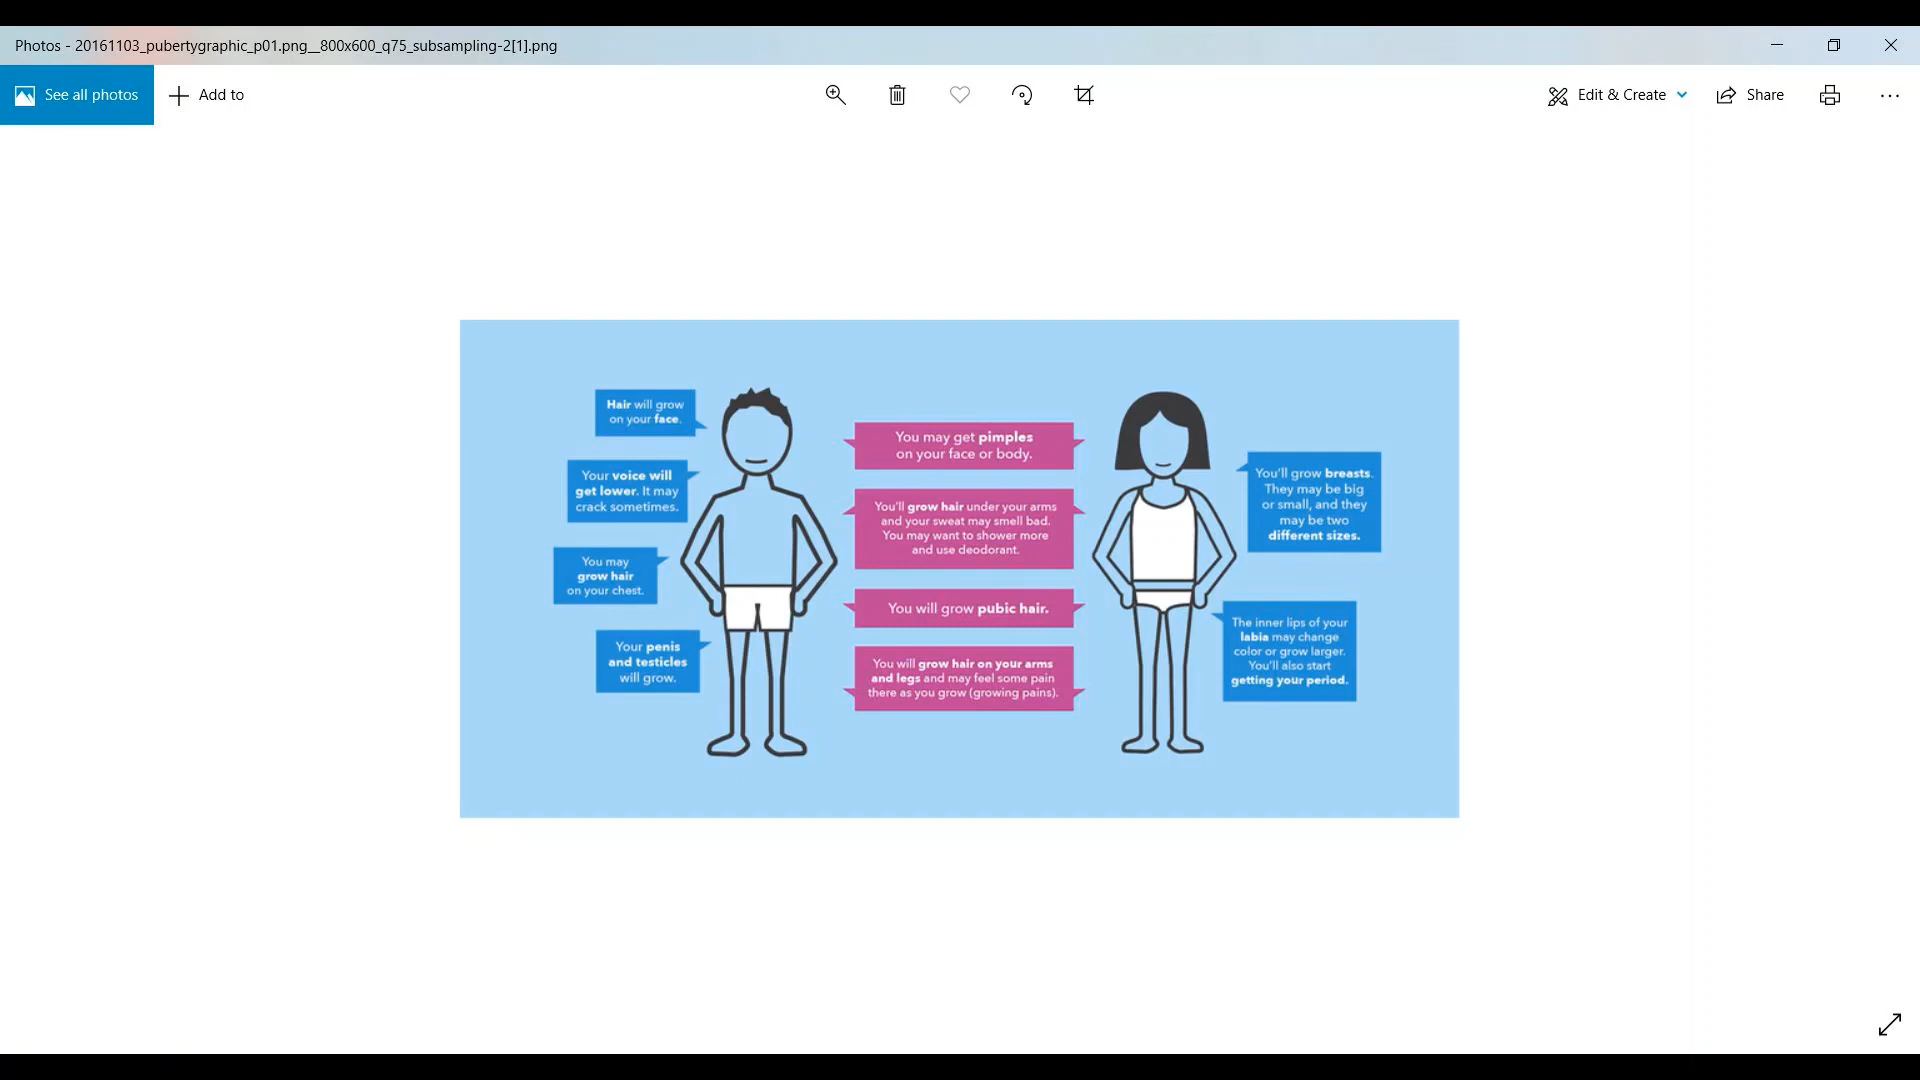 Photos - 20161103_pubertygraphic_p01.png__800x600_q75_subsampling-2[1].png
See all photos
Add to
Edit & Create
Share
Hair will grow
on your face.
Your voice will
get lower. It may
crack sometimes.
You may
grow hair
on your chest.
Your penis
and testicles
will grow.
You may get pimples
on your face or body.
You'll grow hair under your arms
and your sweat may smell bad.
You may want to shower more
and use deodorant.
You will grow pubic hair.
You will grow hair on your arms
and legs and may feel some pain
there as you grow (growing pains).
You'll grow breasts.
They may be big
or small, and they
may be two
different sizes.
The inner lips of your
labia may change
color or grow larger.
You'll also start
getting your period.